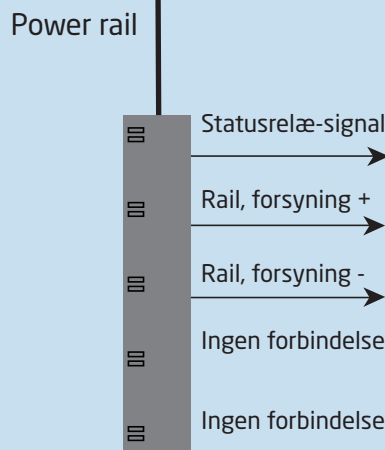 Power rail
Statusrelæ-signal
Rail, forsyning +
Rail, forsyning -
Ingen forbindelse
Ingen forbindelse